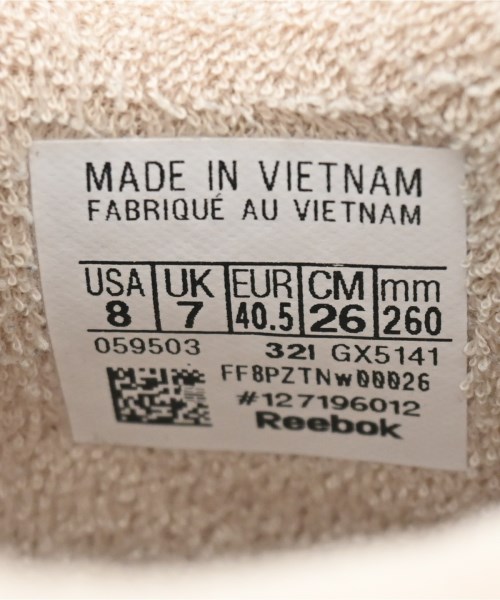 MADE IN VIETNAM
FABRIQUÉ AU VIETNAM
USA UK EUR CM mm
8 7 40.5 26 260
059503 32I GX5141
FF8PZTNw00026
#127196012
Reebok